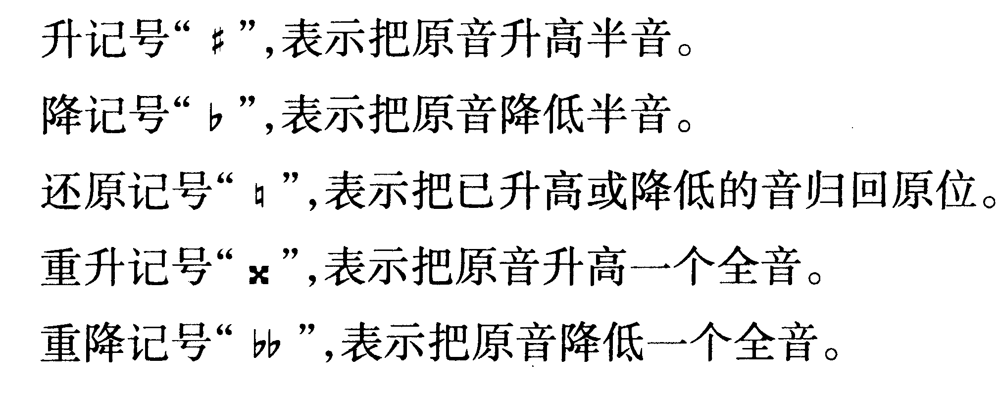 升记号“ ♯ ”,表示把原音升高半音。
降记号“ ♭ ”,表示把原音降低半音。
还原记号“ ♮ ”,表示把已升高或降低的音归回原位。
重升记号“ 𝄪 ”,表示把原音升高一个全音。
重降记号“ ♭♭ ”,表示把原音降低一个全音。